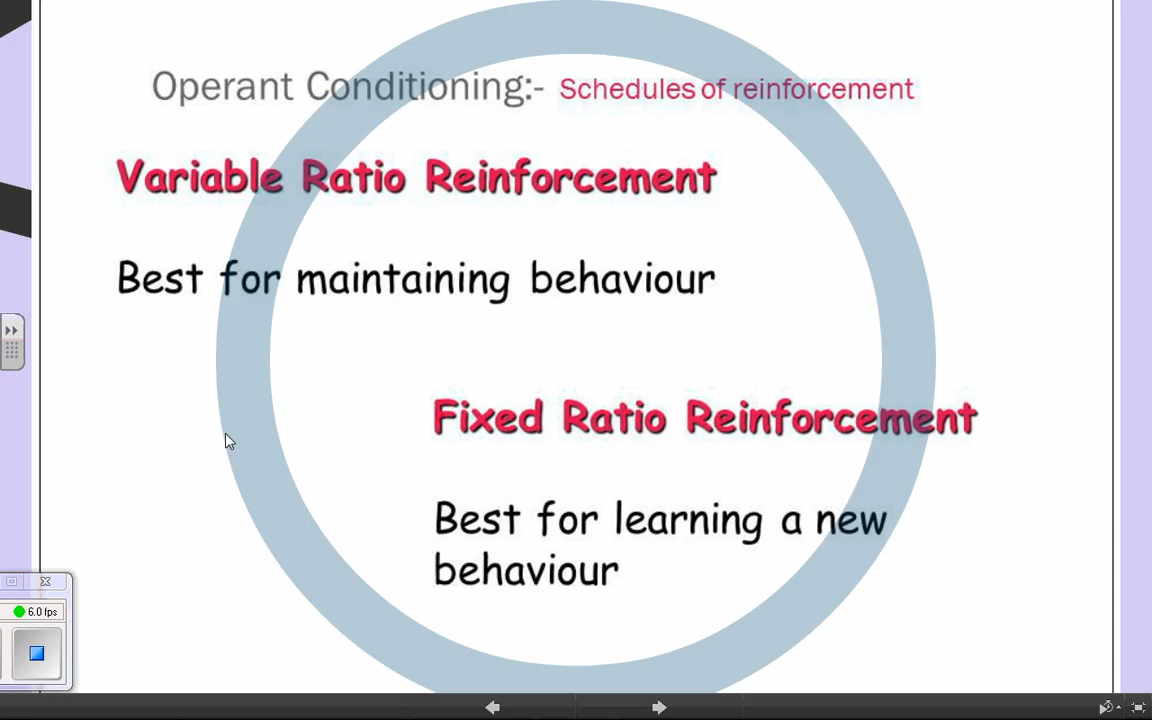 Operant Conditioning:- Schedules of reinforcement
Variable Ratio Reinforcement
Best for maintaining behaviour
Fixed Ratio Reinforcement
Best for learning a new
behaviour
6.0 fps